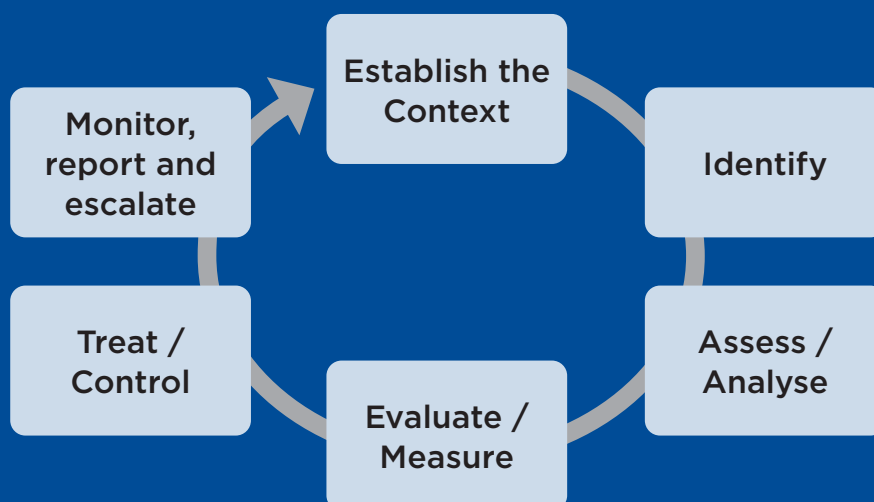 Establish the
Context
Identify
Assess /
Analyse
Evaluate /
Measure
Treat /
Control
Monitor,
report and
escalate